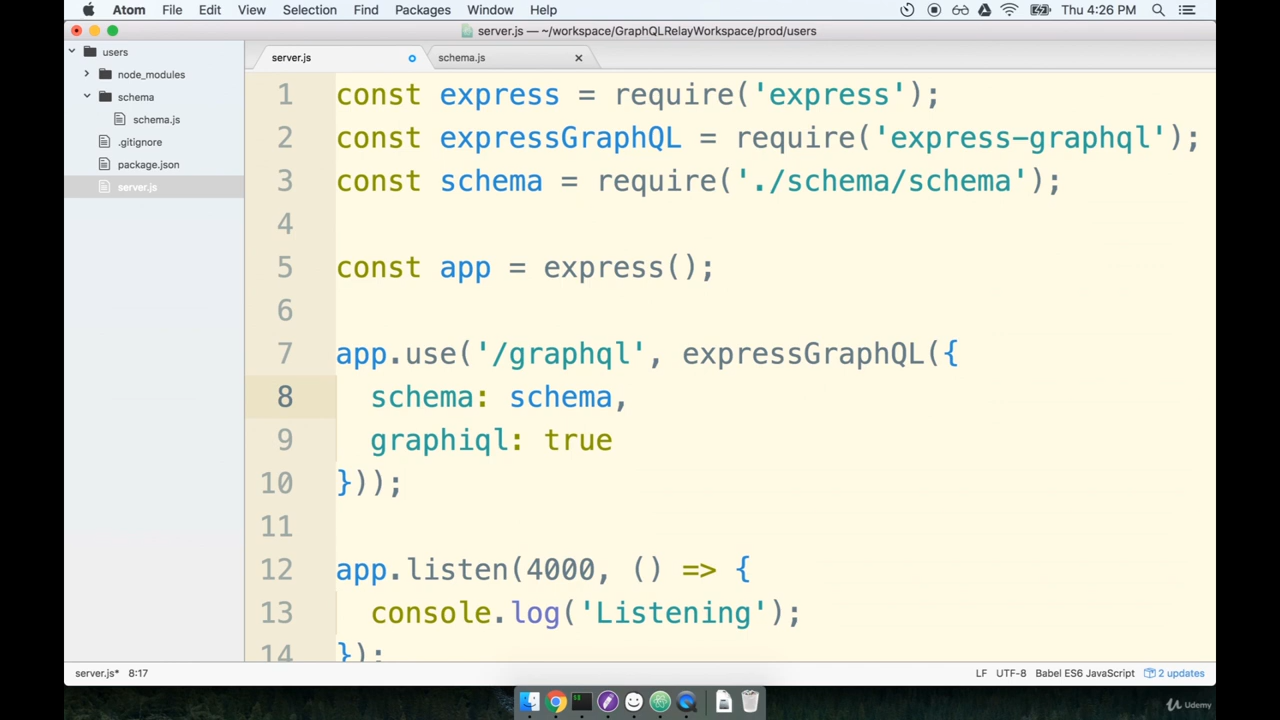 Atom File Edit View Selection Find Packages Window Help Thu 4:26 PM
server.js — ~/workspace/GraphQLRelayWorkspace/prod/users
users
node_modules
schema
schema.js
.gitignore
package.json
server.js
server.js schema.js
1 const express = require('express');
2 const expressGraphQL = require('express-graphql');
3 const schema = require('./schema/schema');
4
5 const app = express();
6
7 app.use('/graphql', expressGraphQL({
8 schema: schema,
9 graphiql: true
10 }));
11
12 app.listen(4000, () => {
13 console.log('Listening');
14 });
server.js* 8:17 LF UTF-8 Babel ES6 JavaScript 2 updates
Udemy